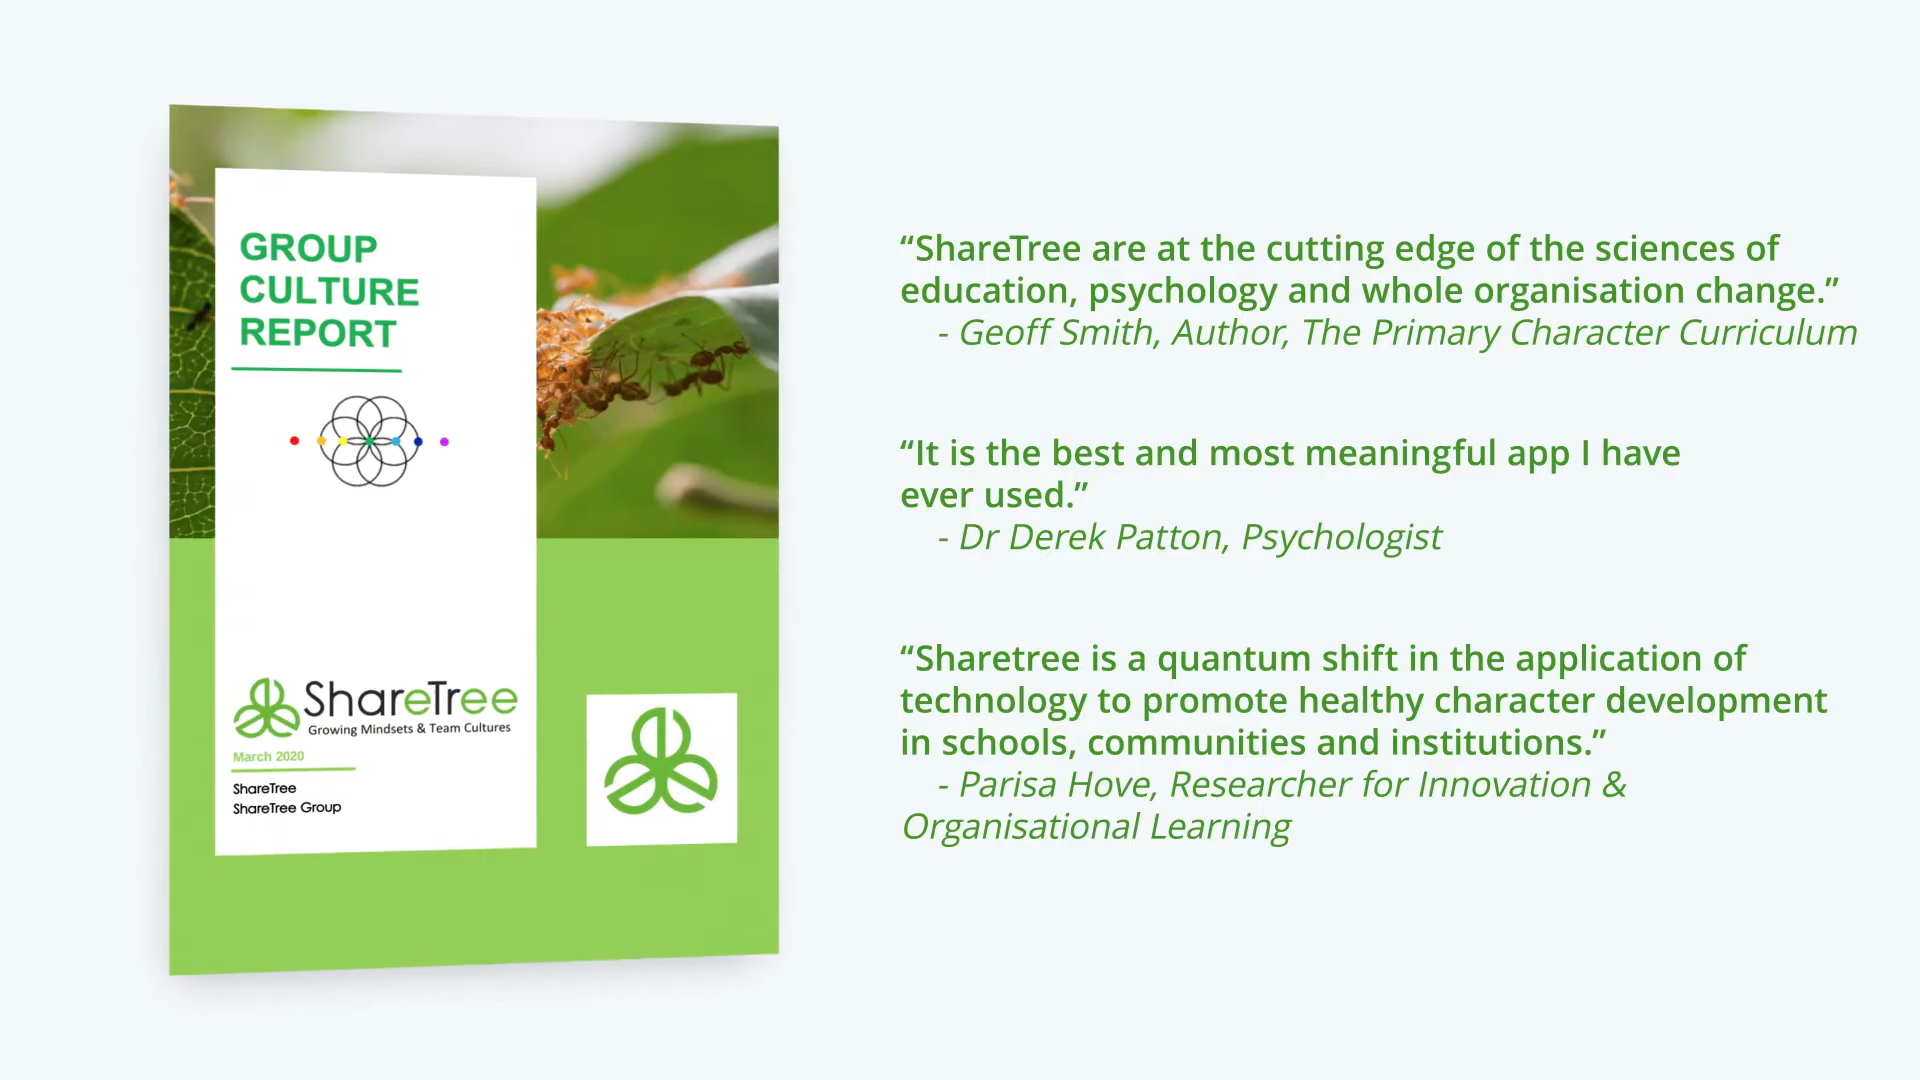 GROUP
CULTURE
REPORT
ShareTree
Growing Mindsets & Team Cultures
March 2020
ShareTree
ShareTree Group
“ShareTree are at the cutting edge of the sciences of
education, psychology and whole organisation change.”
- Geoff Smith, Author, The Primary Character Curriculum
“It is the best and most meaningful app I have
ever used.”
- Dr Derek Patton, Psychologist
“Sharetree is a quantum shift in the application of
technology to promote healthy character development
in schools, communities and institutions.”
- Parisa Hove, Researcher for Innovation &
Organisational Learning